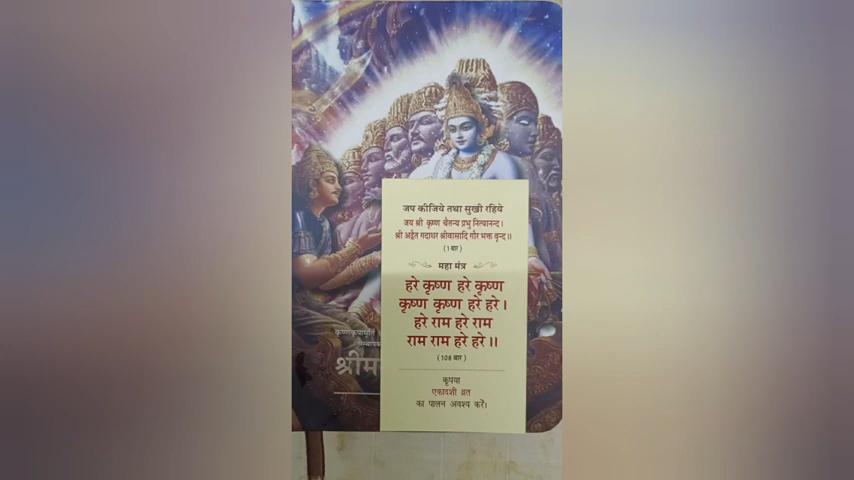 जप कीजिये तथा सुखी रहिये
जय श्री कृष्ण चैतन्य प्रभु नित्यानन्द।
श्री अद्वैत गदाधर श्रीवासादि गौर भक्त वृन्द॥
(1 बार)
महा मंत्र
हरे कृष्ण हरे कृष्ण
कृष्ण कृष्ण हरे हरे।
हरे राम हरे राम
राम राम हरे हरे।।
(108 बार)
कृपया
एकादशी व्रत
का पालन अवश्य करें।
कृष्णकृपामूर्ति
श्रीम